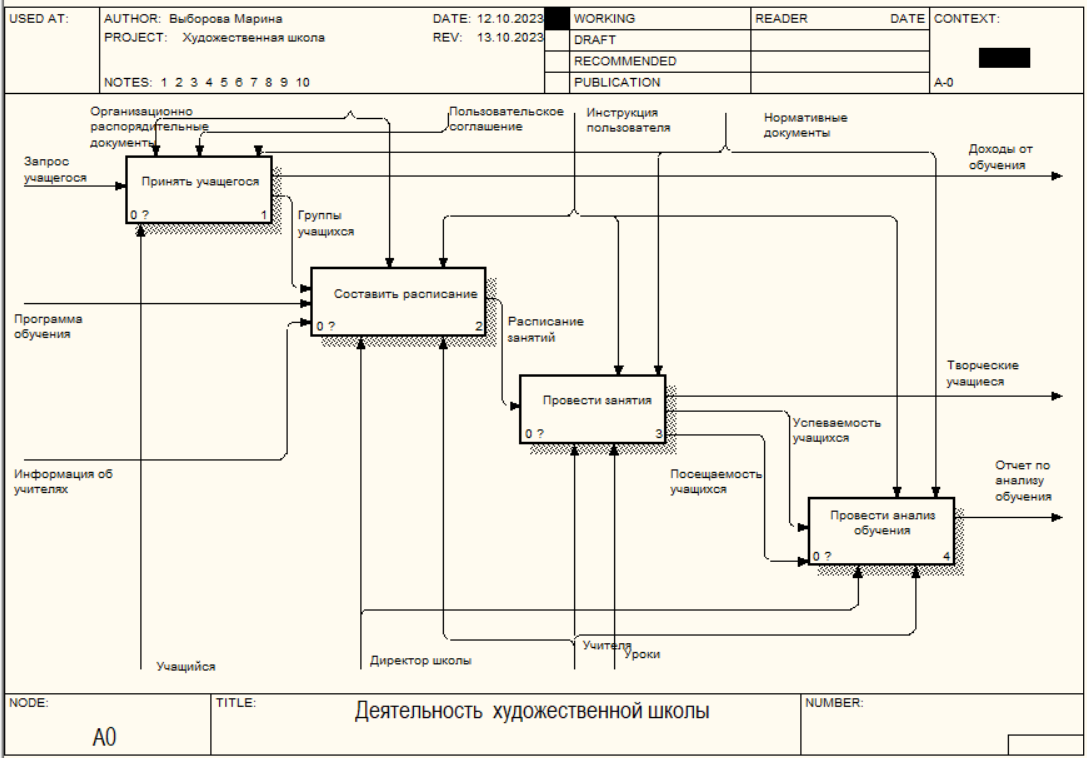 USED AT:
AUTHOR: Выборова Марина
DATE: 12.10.2023
WORKING
READER
DATE
CONTEXT:
PROJECT: Художественная школа
REV: 13.10.2023
DRAFT
RECOMMENDED
NOTES: 1 2 3 4 5 6 7 8 9 10
PUBLICATION
A-0
Организационно
распорядительные
документы
Пользовательское
соглашение
Инструкция
пользователя
Нормативные
документы
Запрос
учащегося
Принять учащегося
0 ?
1
Доходы от
обучения
Группы
учащихся
Составить расписание
0 ?
2
Программа
обучения
Расписание
занятий
Провести занятия
0 ?
3
Творческие
учащиеся
Успеваемость
учащихся
Информация об
учителях
Посещаемость
учащихся
Отчет по
анализу
обучения
Провести анализ
обучения
0 ?
4
Учащийся
Директор школы
Учителя
Уроки
NODE:
A0
TITLE:
Деятельность художественной школы
NUMBER: